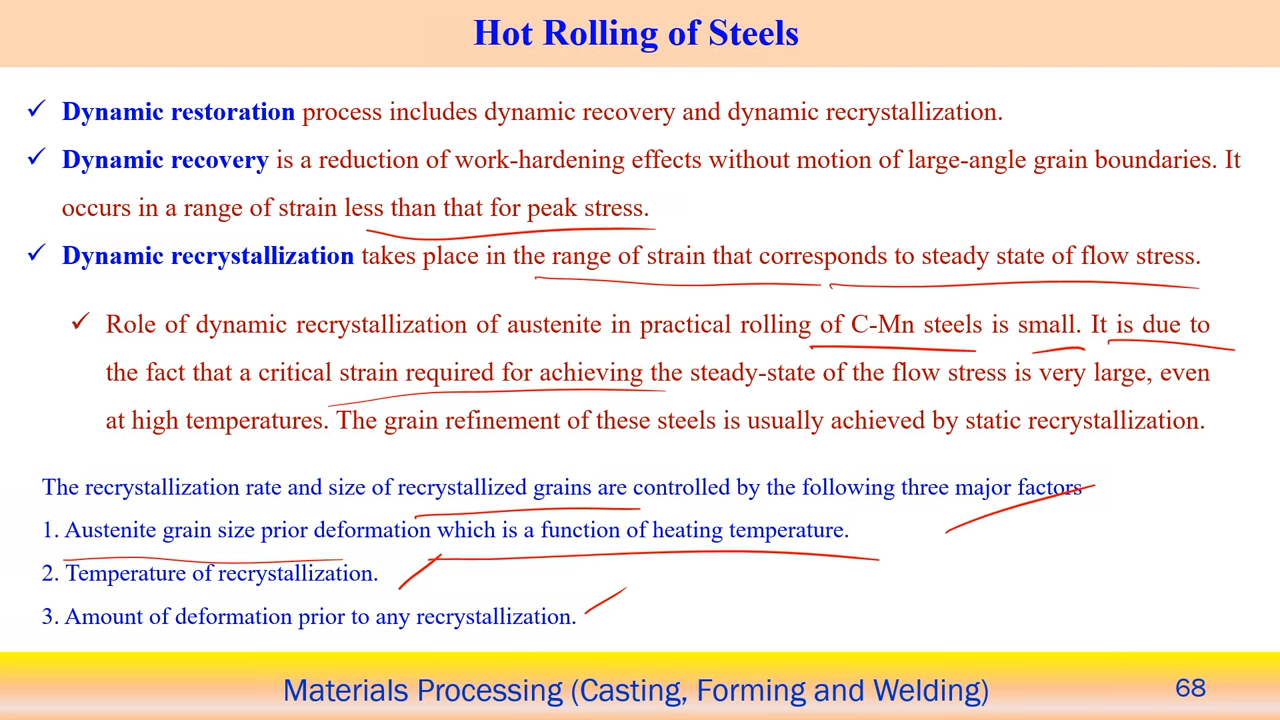 Hot Rolling of Steels
✓ Dynamic restoration process includes dynamic recovery and dynamic recrystallization.
✓ Dynamic recovery is a reduction of work-hardening effects without motion of large-angle grain boundaries. It
occurs in a range of strain less than that for peak stress.
✓ Dynamic recrystallization takes place in the range of strain that corresponds to steady state of flow stress.
✓ Role of dynamic recrystallization of austenite in practical rolling of C-Mn steels is small. It is due to
the fact that a critical strain required for achieving the steady-state of the flow stress is very large, even
at high temperatures. The grain refinement of these steels is usually achieved by static recrystallization.
The recrystallization rate and size of recrystallized grains are controlled by the following three major factors
1. Austenite grain size prior deformation which is a function of heating temperature.
2. Temperature of recrystallization.
3. Amount of deformation prior to any recrystallization.
Materials Processing (Casting, Forming and Welding)
68